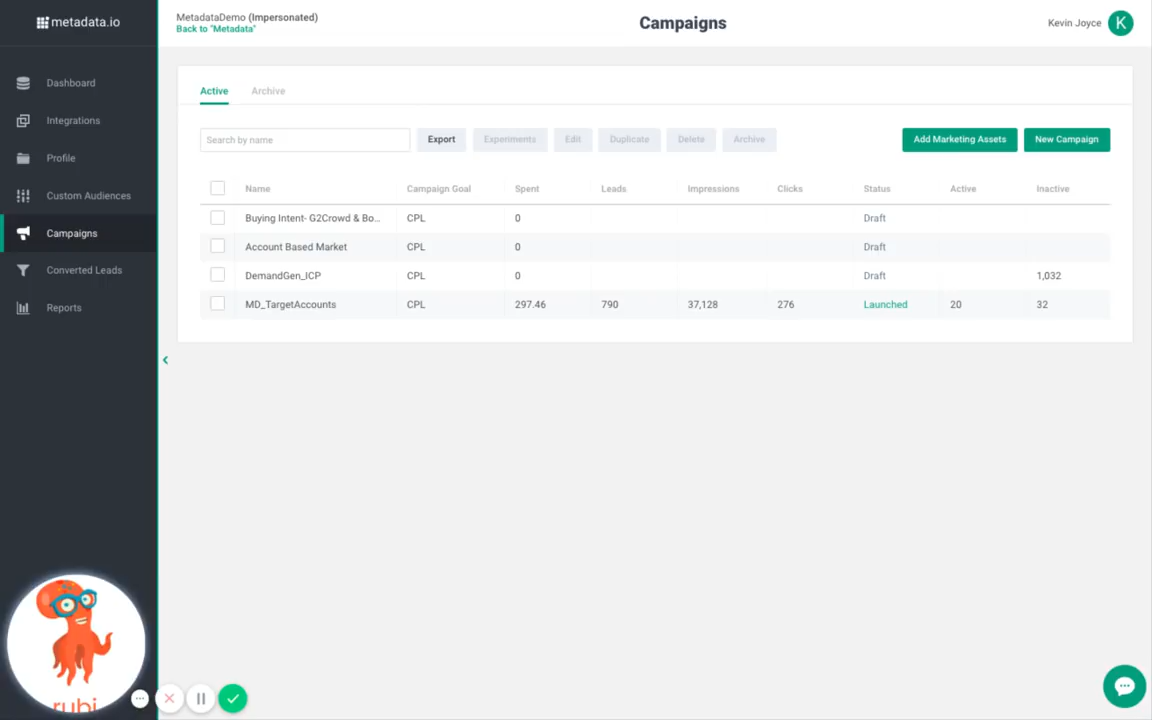 metadata.io
MetadataDemo (Impersonated)
Back to "Metadata"
Campaigns
Kevin Joyce
K
Dashboard
Integrations
Profile
Custom Audiences
Campaigns
Converted Leads
Reports
Active Archive
Search by name Export Experiments Edit Duplicate Delete Archive Add Marketing Assets New Campaign
Name Campaign Goal Spent Leads Impressions Clicks Status Active Inactive
Buying Intent- G2Crowd & Bo... CPL 0 Draft
Account Based Market CPL 0 Draft
DemandGen_ICP CPL 0 Draft 1,032
MD_TargetAccounts CPL 297.46 790 37,128 276 Launched 20 32
rubi